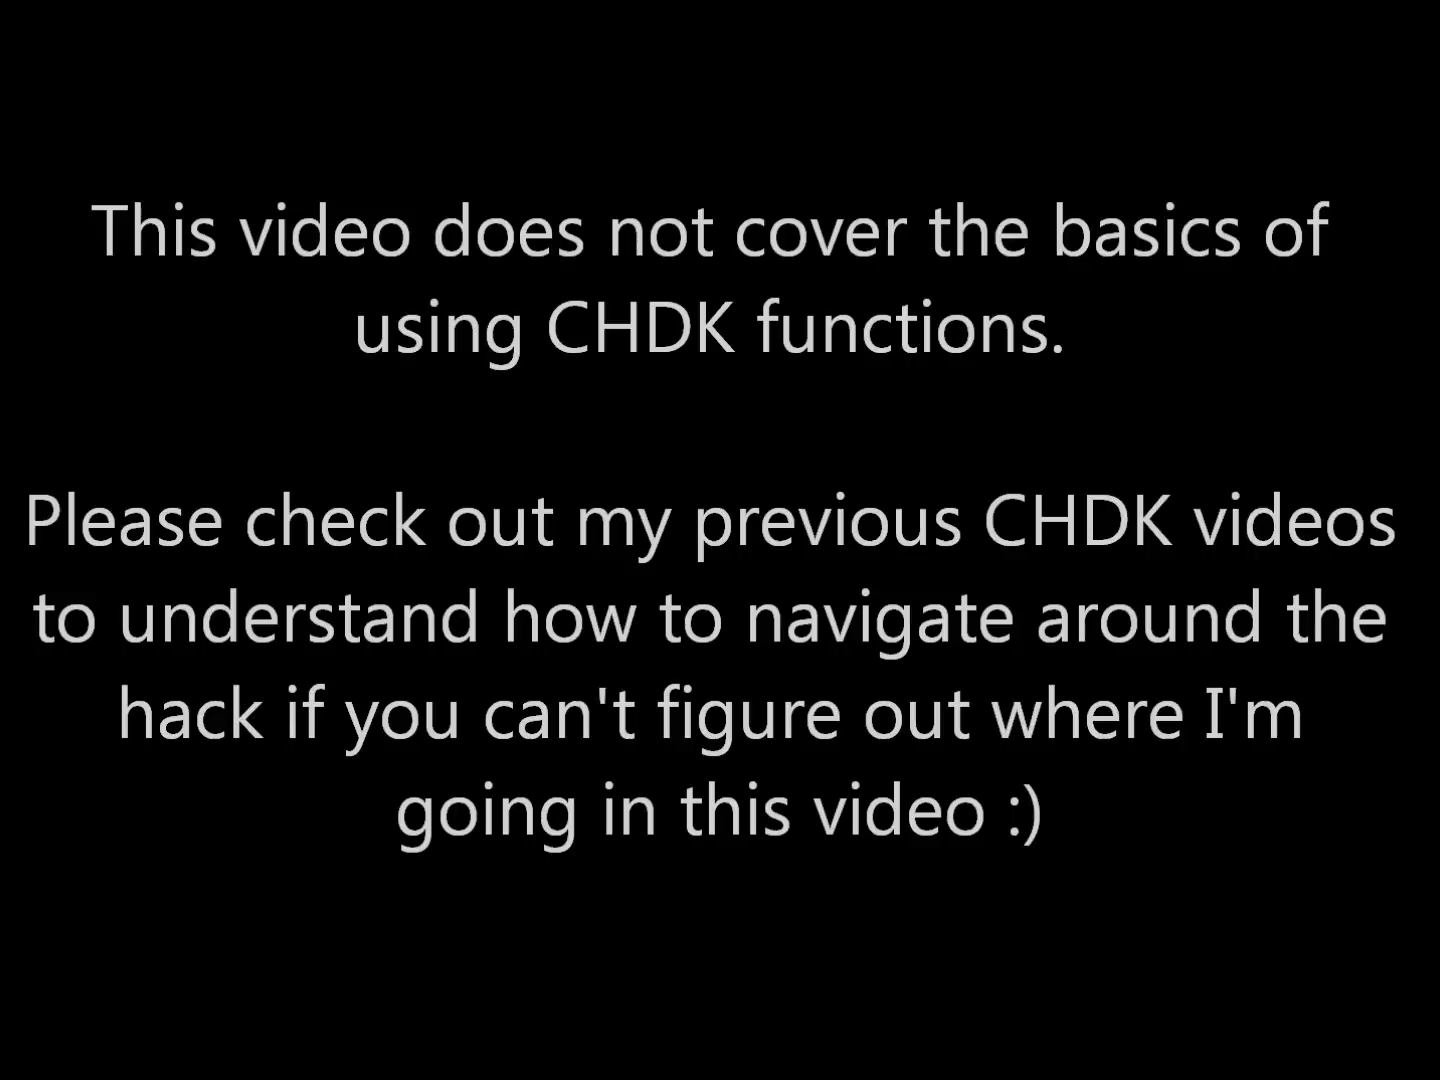 This video does not cover the basics of
using CHDK functions.
Please check out my previous CHDK videos
to understand how to navigate around the
hack if you can't figure out where I'm
going in this video :)